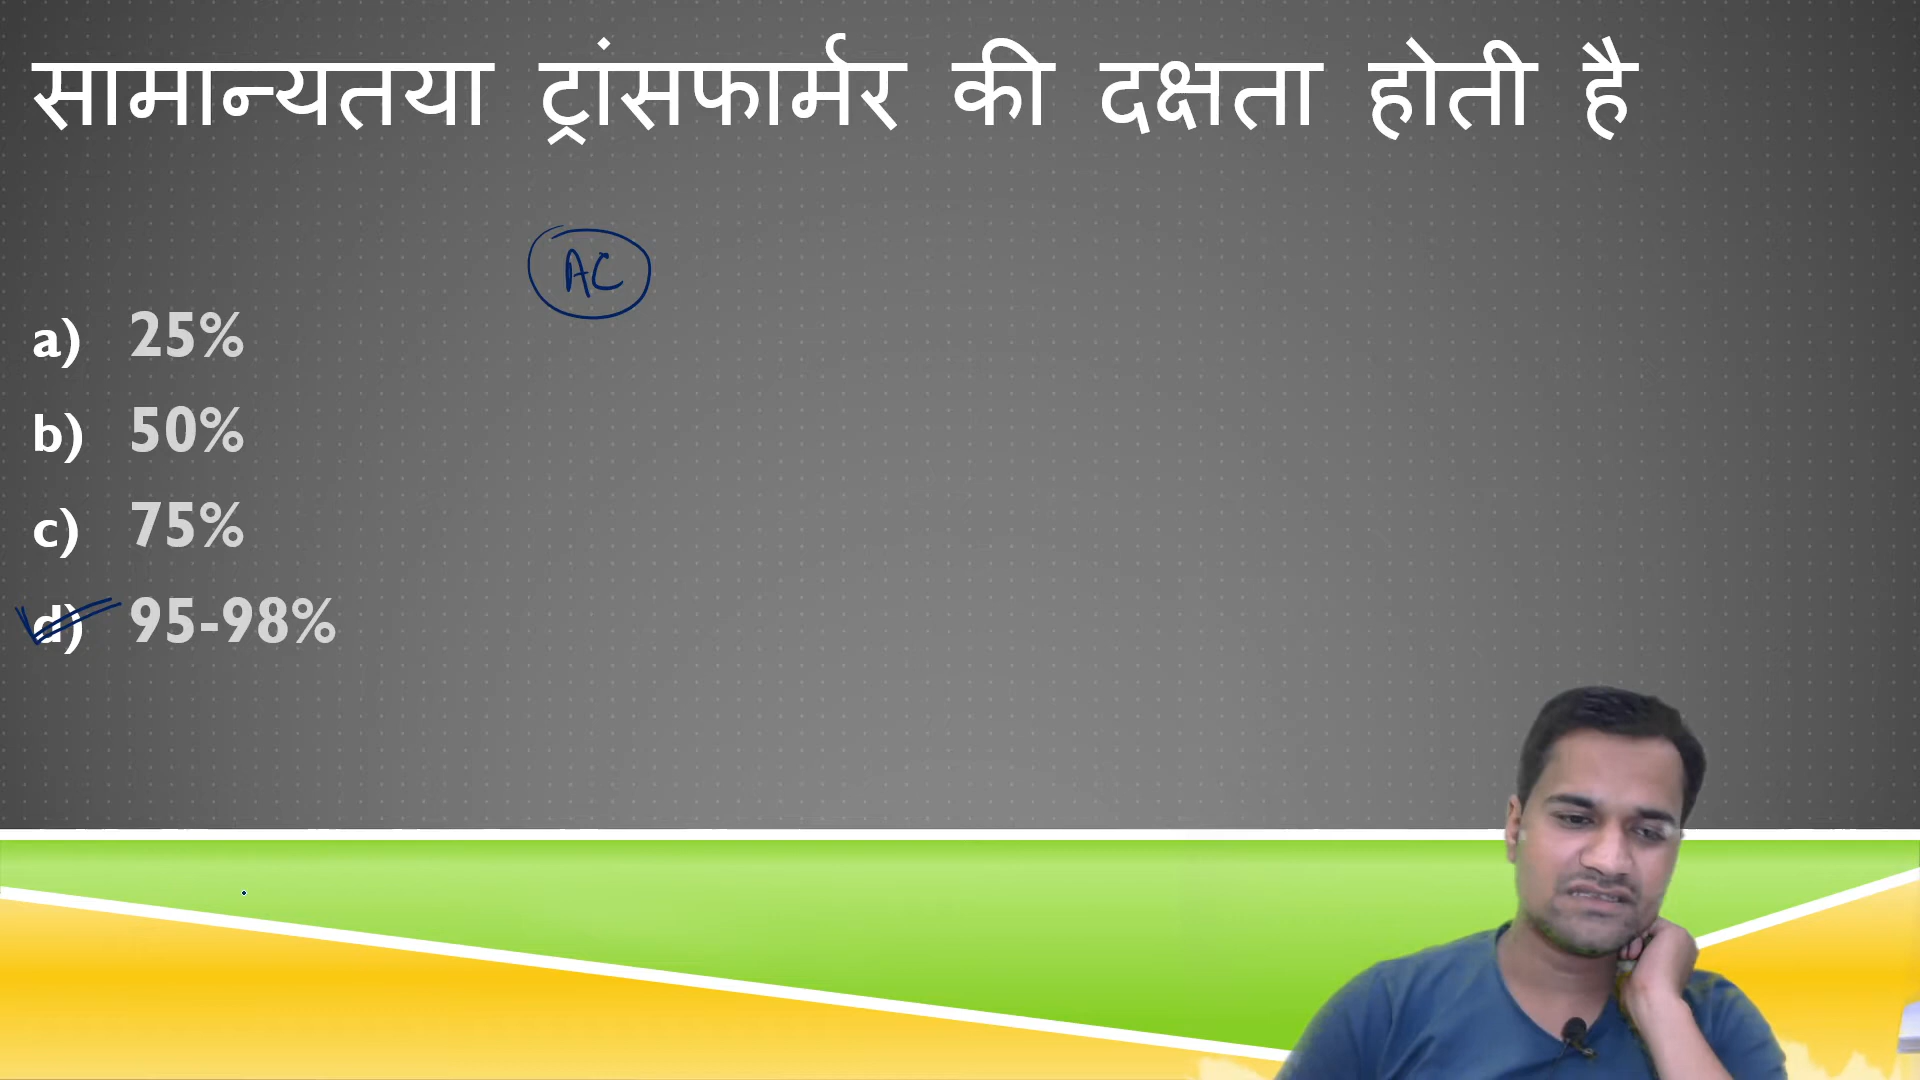 सामान्यतया ट्रांसफार्मर की दक्षता होती है
AC
a) 25%
b) 50%
c) 75%
d) 95-98%